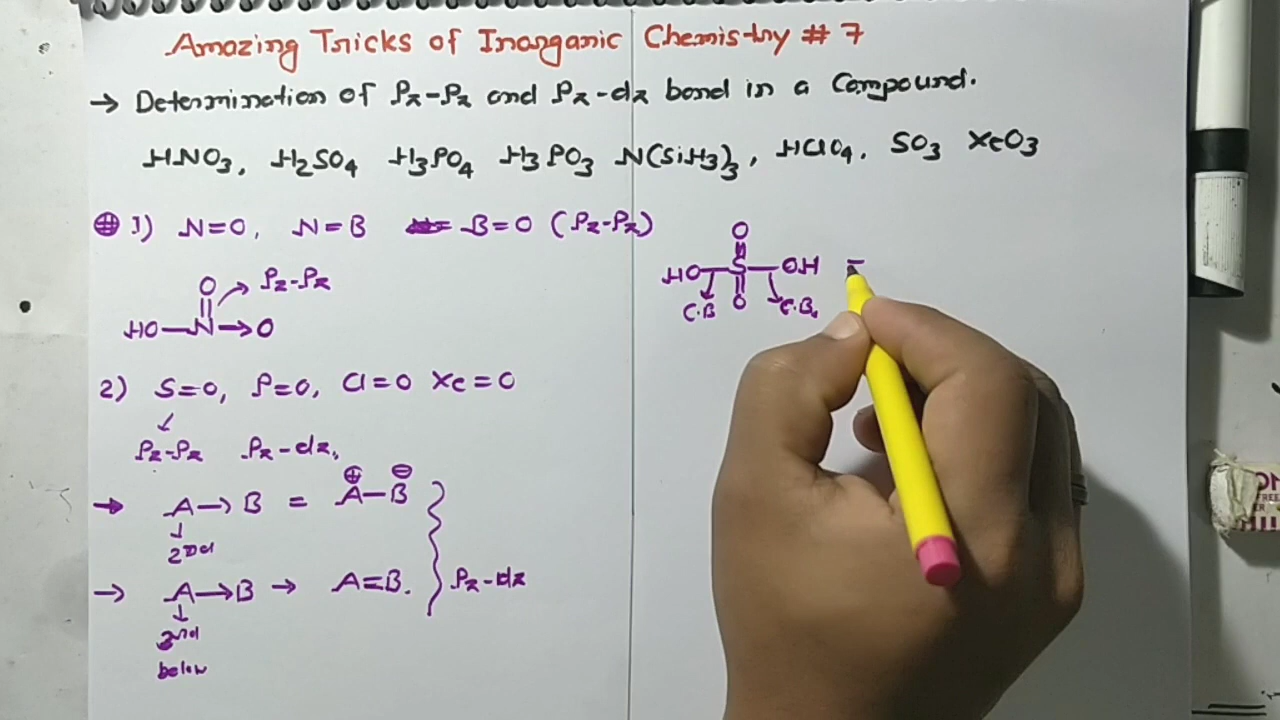 Amazing Tricks of Inorganic Chemistry # 7
→ Determination of Pπ-Pπ and Pπ-dπ bond in a Compound.
HNO3, H2SO4 H3PO4 H3PO3 N(SiH3)3, HClO4, SO3 XeO3
1) N=O, N=B B=O (Pπ-Pπ)
O → Pπ-Pπ
HO—N→O
2) S=O, P=O, Cl=O Xe=O
Pπ-Pπ Pπ-dπ,
→ A→B = A—B
⊕ ⊖
↓
2nd
→ A→B → A=B. } Pπ-dπ
↓
3rd
below
O
HO—S—OH =
C.B O C.B,